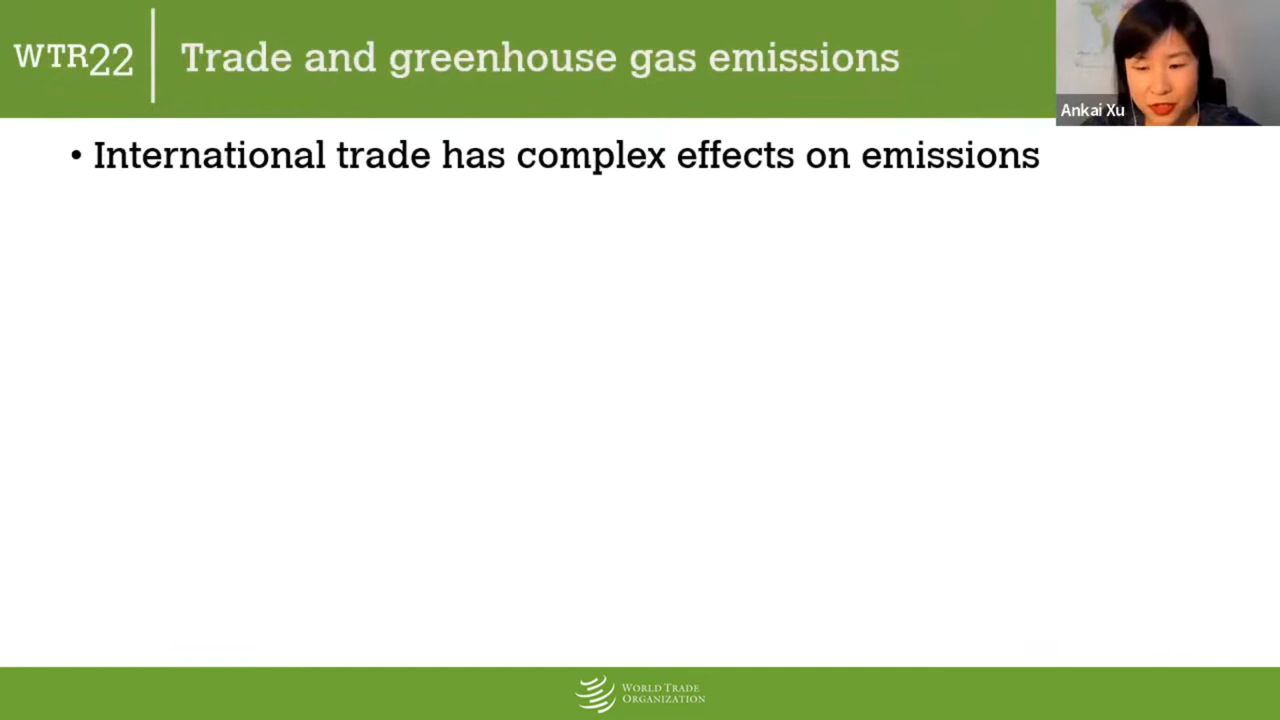 WTR22
Trade and greenhouse gas emissions
Ankai Xu
• International trade has complex effects on emissions
WORLD TRADE
ORGANIZATION